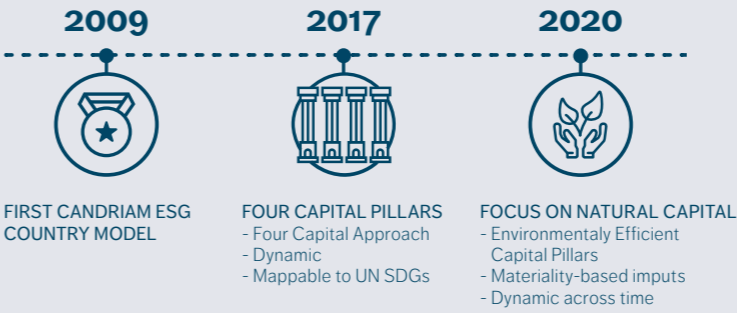 2009
2017
2020
FIRST CANDRIAM ESG
COUNTRY MODEL
FOUR CAPITAL PILLARS
- Four Capital Approach
- Dynamic
- Mappable to UN SDGs
FOCUS ON NATURAL CAPITAL
- Environmentaly Efficient
Capital Pillars
- Materiality-based imputs
- Dynamic across time